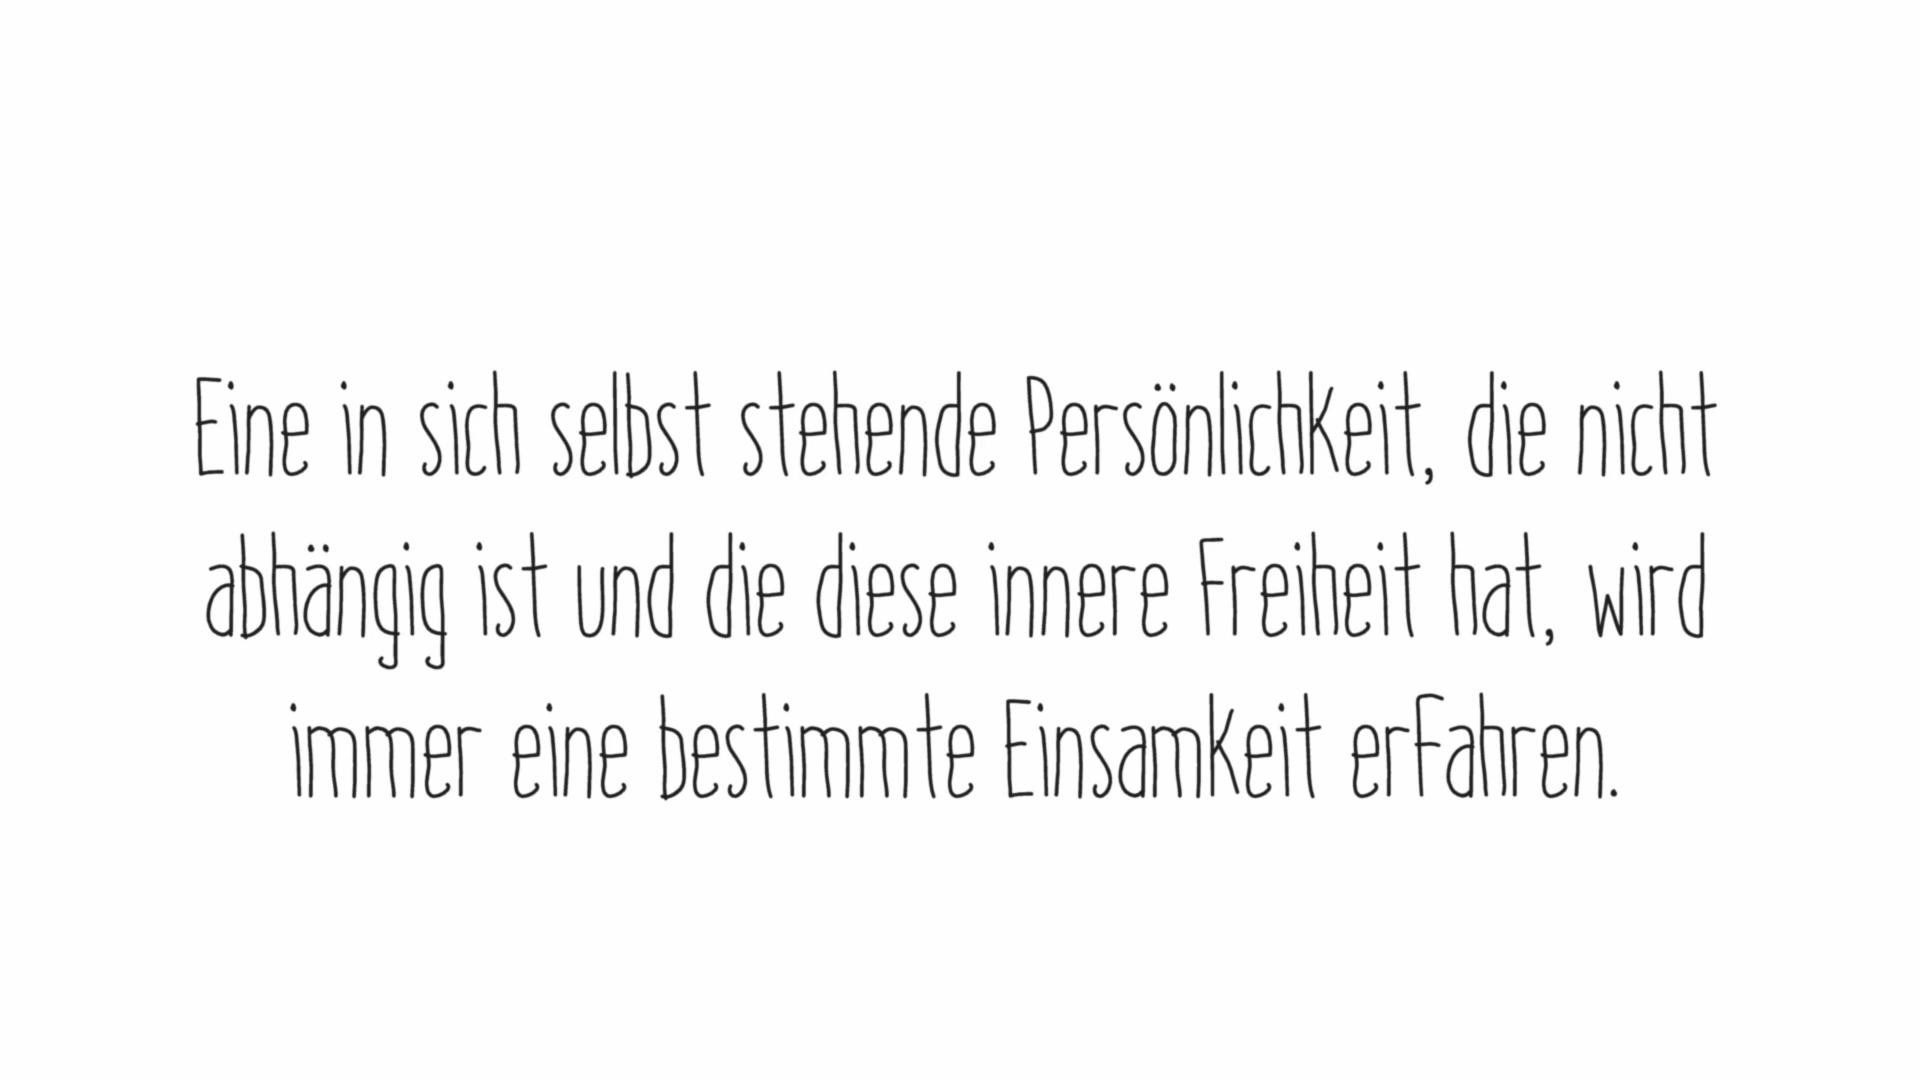 Eine in sich selbst stehende Persönlichkeit, die nicht
abhängig ist und die diese innere Freiheit hat, wird
immer eine bestimmte Einsamkeit erfahren.